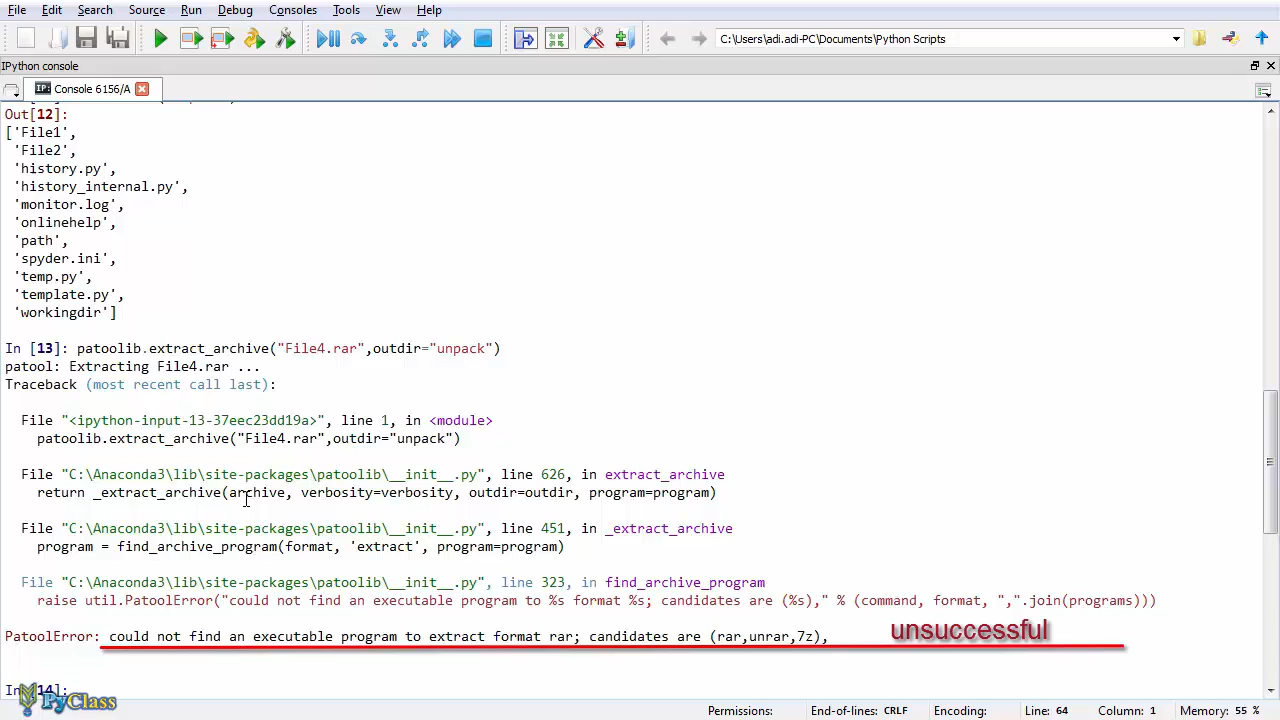 File Edit Search Source Run Debug Consoles Tools View Help
C:\Users\adi.adi-PC\Documents\Python Scripts
IPython console
IP: Console 6156/A
Out[12]:
['File1',
'File2',
'history.py',
'history_internal.py',
'monitor.log',
'onlinehelp',
'path',
'spyder.ini',
'temp.py',
'template.py',
'workingdir']
In [13]: patoolib.extract_archive("File4.rar",outdir="unpack")
patool: Extracting File4.rar ...
Traceback (most recent call last):
File "<ipython-input-13-37eec23dd19a>", line 1, in <module>
patoolib.extract_archive("File4.rar",outdir="unpack")
File "C:\Anaconda3\lib\site-packages\patoolib\__init__.py", line 626, in extract_archive
return _extract_archive(archive, verbosity=verbosity, outdir=outdir, program=program)
File "C:\Anaconda3\lib\site-packages\patoolib\__init__.py", line 451, in _extract_archive
program = find_archive_program(format, 'extract', program=program)
File "C:\Anaconda3\lib\site-packages\patoolib\__init__.py", line 323, in find_archive_program
raise util.PatoolError("could not find an executable program to %s format %s; candidates are (%s)," % (command, format, ",".join(programs)))
PatoolError: could not find an executable program to extract format rar; candidates are (rar,unrar,7z),
unsuccessful
In [14]:
PyClass
Permissions: End-of-lines: CRLF Encoding: Line: 64 Column: 1 Memory: 55 %